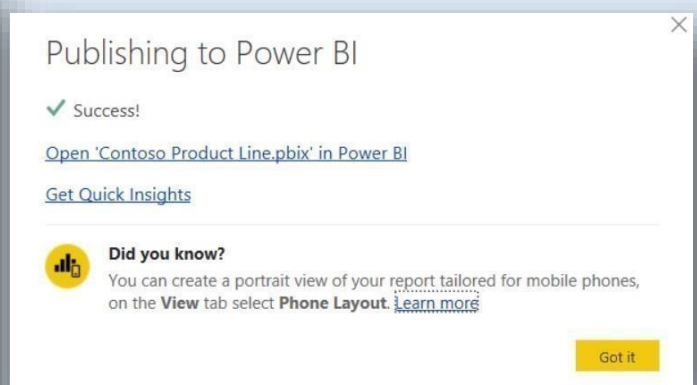 Publishing to Power BI
Success!
Open 'Contoso Product Line.pbix' in Power BI
Get Quick Insights
Did you know?
You can create a portrait view of your report tailored for mobile phones,
on the View tab select Phone Layout. Learn more
Got it